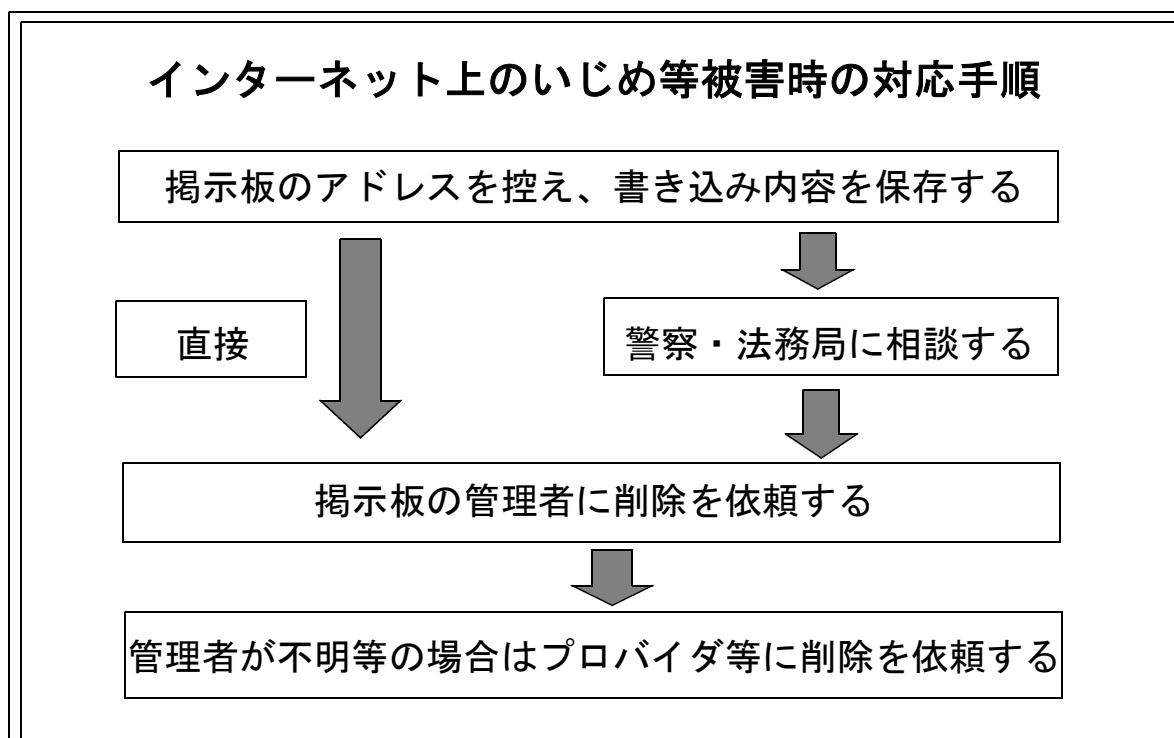 インターネット上のいじめ等被害時の対応手順
掲示板のアドレスを控え、書き込み内容を保存する
直接
警察・法務局に相談する
掲示板の管理者に削除を依頼する
管理者が不明等の場合はプロバイダ等に削除を依頼する